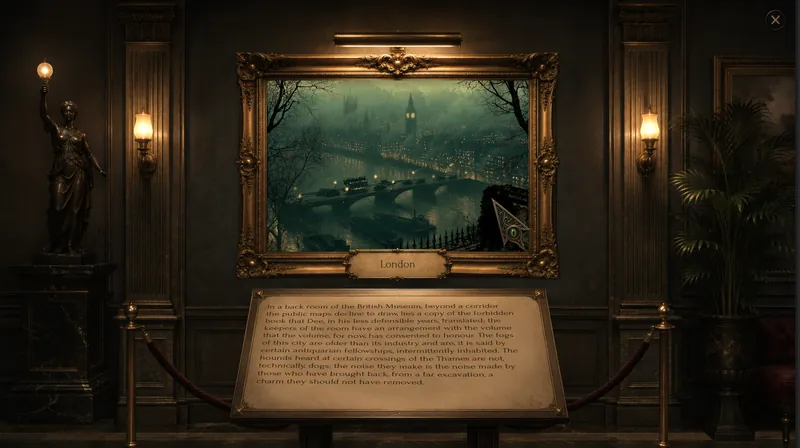 London
In a back room of the British Museum, beyond a corridor
the public maps decline to draw, lies a copy of the forbidden
book that Dee, in his less defensible years, translated; the
keepers of the room have an arrangement with the volume
that the volume, for now, has consented to honour. The fogs
of this city are older than its industry and are, it is said by
certain antiquarian fellowships, intermittently inhabited. The
hounds heard at certain crossings of the Thames are not,
technically, dogs; the noise they make is the noise made by
those who have brought back, from a far excavation, a
charm they should not have removed.